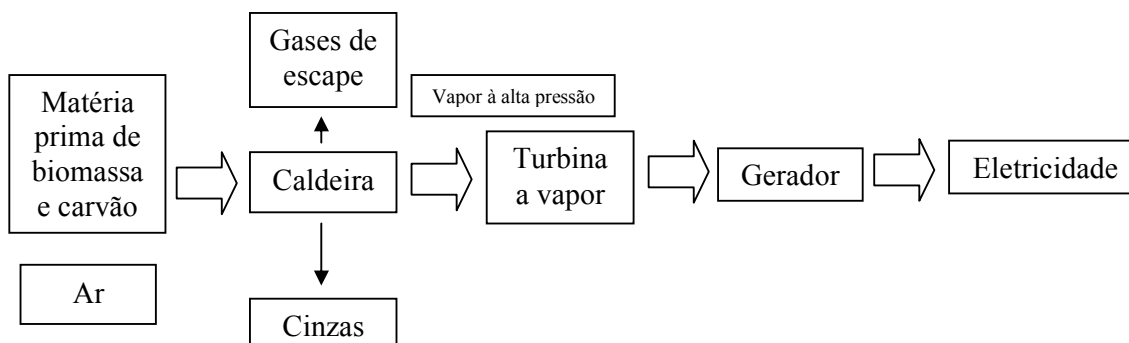 Gases de
escape
Vapor à alta pressão
Matéria
prima de
biomassa
e carvão
Caldeira
Turbina
a vapor
Gerador
Eletricidade
Ar
Cinzas